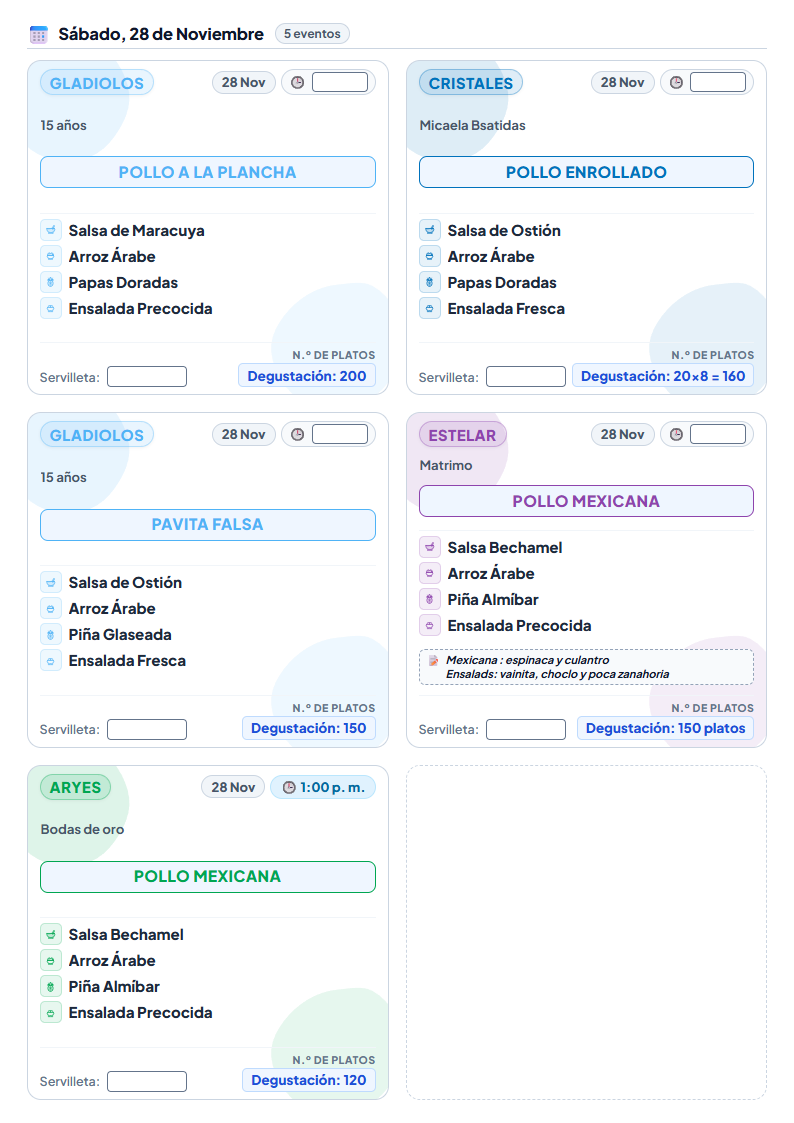 Sábado, 28 de Noviembre 5 eventos
GLADIOLOS 28 Nov
15 años
POLLO A LA PLANCHA
Salsa de Maracuya
Arroz Árabe
Papas Doradas
Ensalada Precocida
N.º DE PLATOS
Servilleta: Degustación: 200
CRISTALES 28 Nov
Micaela Bsatidas
POLLO ENROLLADO
Salsa de Ostión
Arroz Árabe
Papas Doradas
Ensalada Fresca
N.º DE PLATOS
Servilleta: Degustación: 20×8 = 160
GLADIOLOS 28 Nov
15 años
PAVITA FALSA
Salsa de Ostión
Arroz Árabe
Piña Glaseada
Ensalada Fresca
N.º DE PLATOS
Servilleta: Degustación: 150
ESTELAR 28 Nov
Matrimo
POLLO MEXICANA
Salsa Bechamel
Arroz Árabe
Piña Almíbar
Ensalada Precocida
Mexicana : espinaca y culantro
Ensalads: vainita, choclo y poca zanahoria
N.º DE PLATOS
Servilleta: Degustación: 150 platos
ARYES 28 Nov 1:00 p. m.
Bodas de oro
POLLO MEXICANA
Salsa Bechamel
Arroz Árabe
Piña Almíbar
Ensalada Precocida
N.º DE PLATOS
Servilleta: Degustación: 120